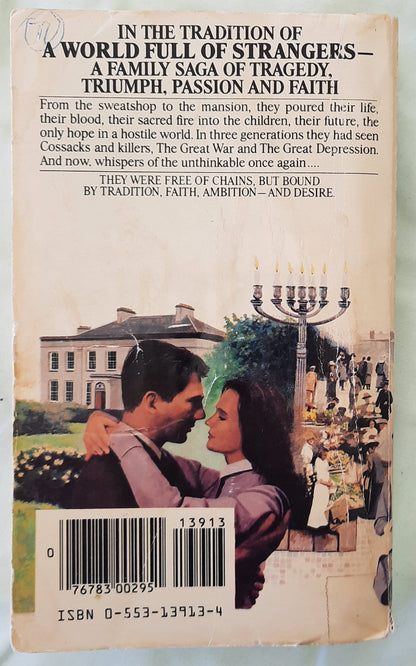 IN THE TRADITION OF
A WORLD FULL OF STRANGERS—
A FAMILY SAGA OF TRAGEDY,
TRIUMPH, PASSION AND FAITH
From the sweatshop to the mansion, they poured their life,
their blood, their sacred fire into the children, their future, the
only hope in a hostile world. In three generations they had seen
Cossacks and killers, The Great War and The Great Depression.
And now, whispers of the unthinkable once again....
THEY WERE FREE OF CHAINS, BUT BOUND
BY TRADITION, FAITH, AMBITION—AND DESIRE.
13913
0
76783 00295
ISBN 0-553-13913-4